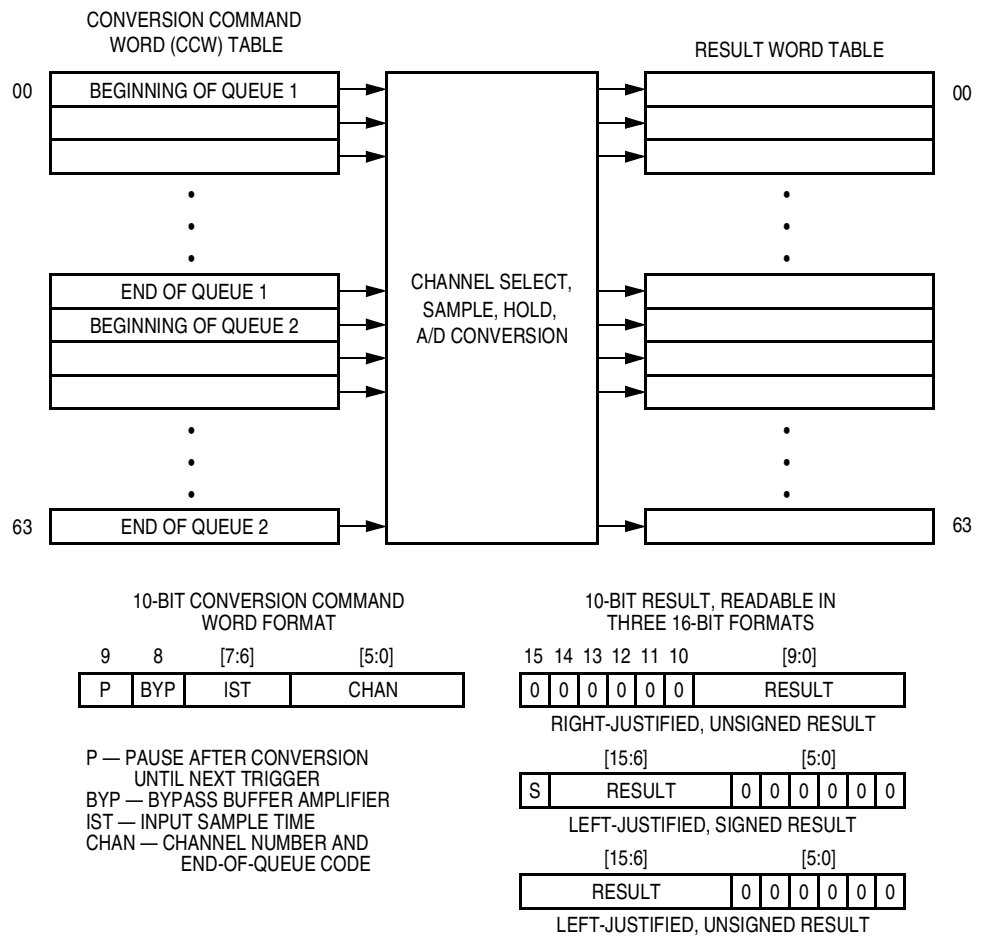 CONVERSION COMMAND
WORD (CCW) TABLE
RESULT WORD TABLE
00
BEGINNING OF QUEUE 1
00
END OF QUEUE 1
BEGINNING OF QUEUE 2
CHANNEL SELECT,
SAMPLE, HOLD,
A/D CONVERSION
63
END OF QUEUE 2
63
10-BIT CONVERSION COMMAND
WORD FORMAT
9 8 [7:6] [5:0]
P BYP IST CHAN
P — PAUSE AFTER CONVERSION
UNTIL NEXT TRIGGER
BYP — BYPASS BUFFER AMPLIFIER
IST — INPUT SAMPLE TIME
CHAN — CHANNEL NUMBER AND
END-OF-QUEUE CODE
10-BIT RESULT, READABLE IN
THREE 16-BIT FORMATS
15 14 13 12 11 10 [9:0]
0 0 0 0 0 0 RESULT
RIGHT-JUSTIFIED, UNSIGNED RESULT
[15:6] [5:0]
S RESULT 0 0 0 0 0 0
LEFT-JUSTIFIED, SIGNED RESULT
[15:6] [5:0]
RESULT 0 0 0 0 0 0
LEFT-JUSTIFIED, UNSIGNED RESULT